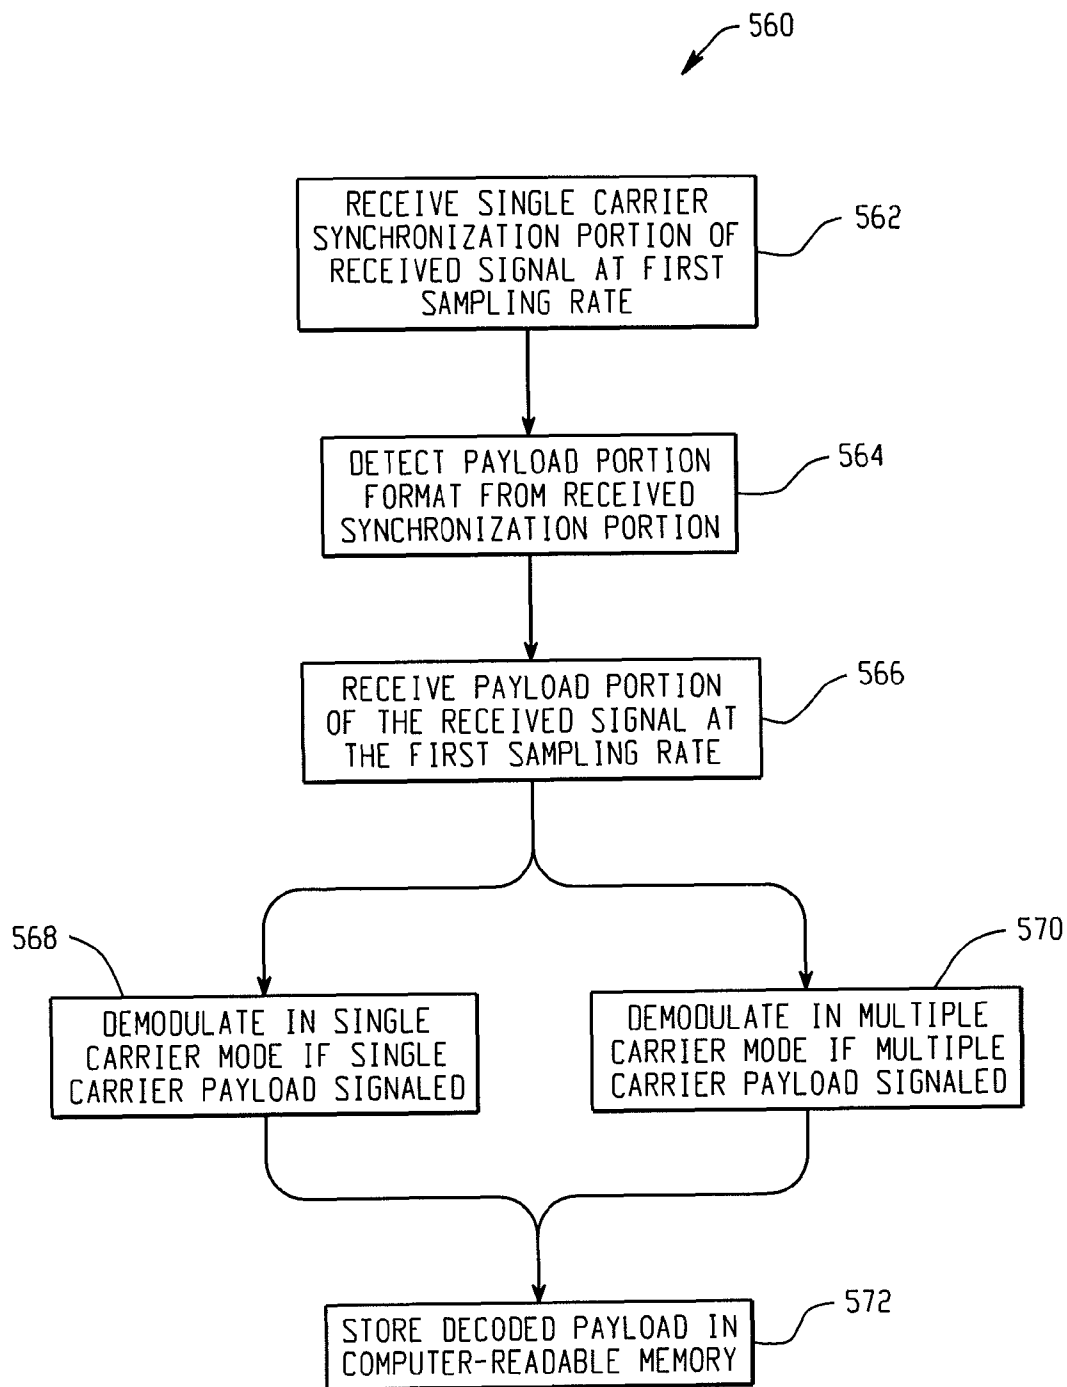 560
RECEIVE SINGLE CARRIER
SYNCHRONIZATION PORTION OF
RECEIVED SIGNAL AT FIRST
SAMPLING RATE
562
DETECT PAYLOAD PORTION
FORMAT FROM RECEIVED
SYNCHRONIZATION PORTION
564
RECEIVE PAYLOAD PORTION
OF THE RECEIVED SIGNAL AT
THE FIRST SAMPLING RATE
566
568
DEMODULATE IN SINGLE
CARRIER MODE IF SINGLE
CARRIER PAYLOAD SIGNALED
570
DEMODULATE IN MULTIPLE
CARRIER MODE IF MULTIPLE
CARRIER PAYLOAD SIGNALED
STORE DECODED PAYLOAD IN
COMPUTER-READABLE MEMORY
572